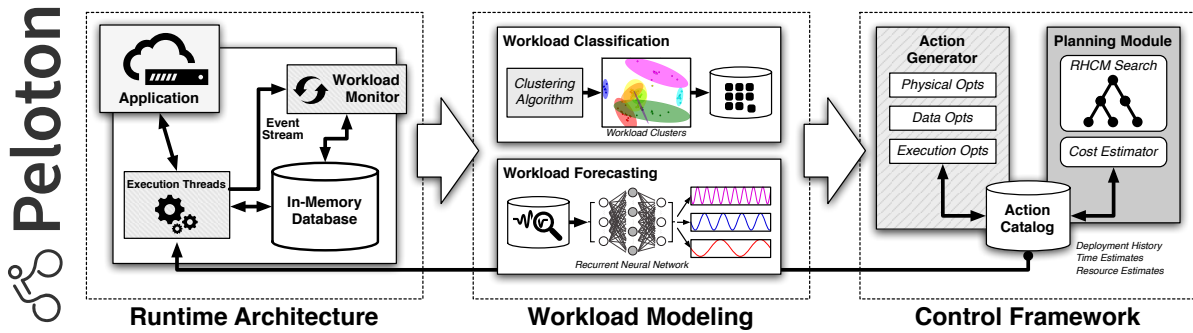 Peloton
Application
Workload
Monitor
Event
Stream
Execution Threads
In-Memory
Database
Runtime Architecture
Workload Classification
Clustering
Algorithm
Workload Clusters
Workload Forecasting
Recurrent Neural Network
Workload Modeling
Action
Generator
Physical Opts
Data Opts
Execution Opts
Planning Module
RHCM Search
Cost Estimator
Action
Catalog
Deployment History
Time Estimates
Resource Estimates
Control Framework